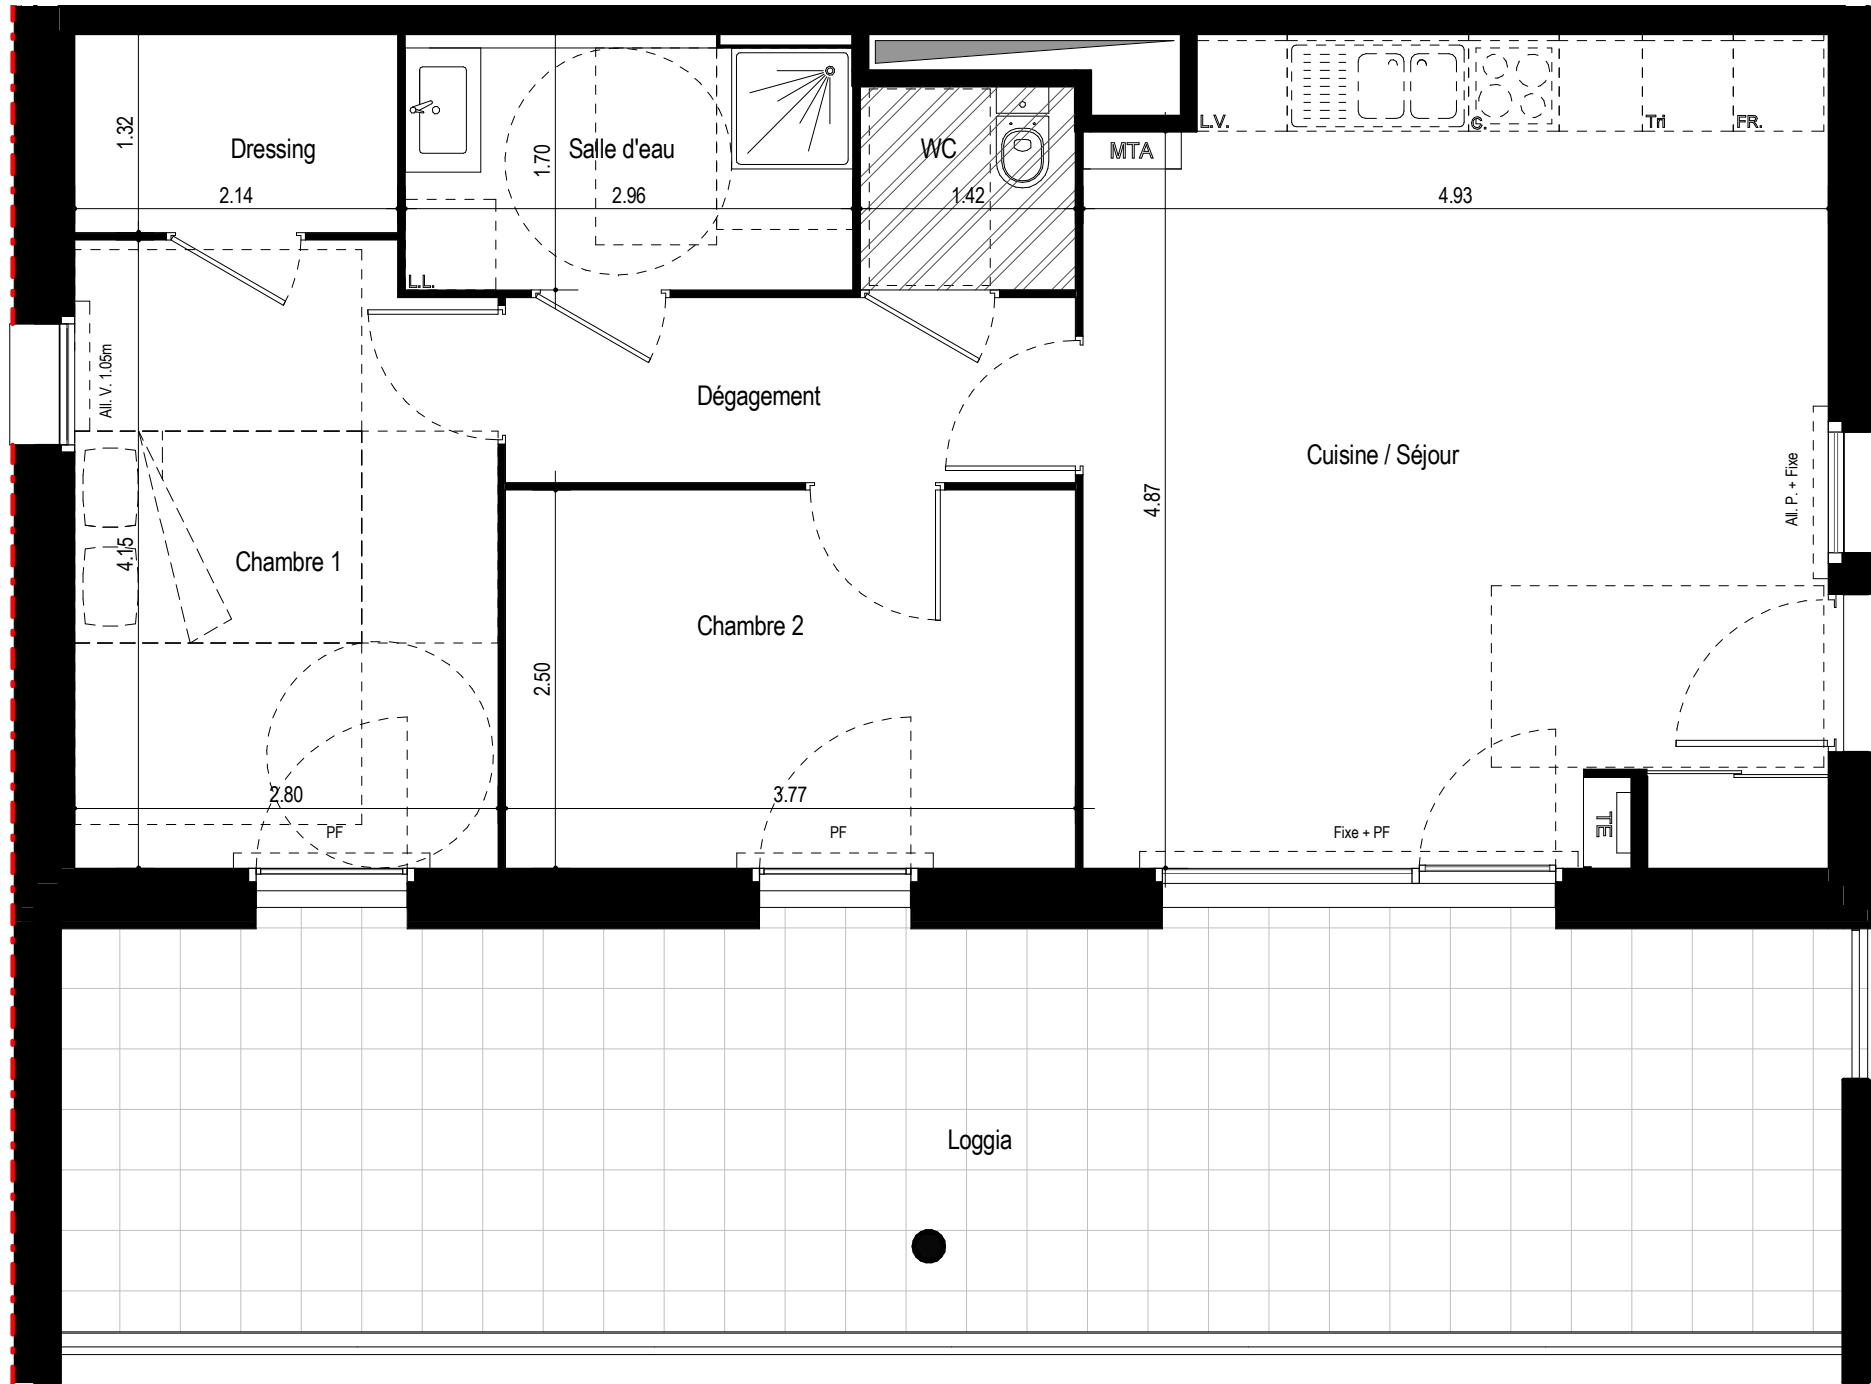 1.32
Dressing
2.14
1.70
Salle d'eau
2.96
L.L.
WC
1.42
MTA
L.V.
C.
Tri
FR.
4.93
All. V. 1.05m
Dégagement
Cuisine / Séjour
All. P. + Fixe
4.87
4.15
Chambre 1
Chambre 2
2.50
2.80
PF
3.77
PF
Fixe + PF
TE
Loggia